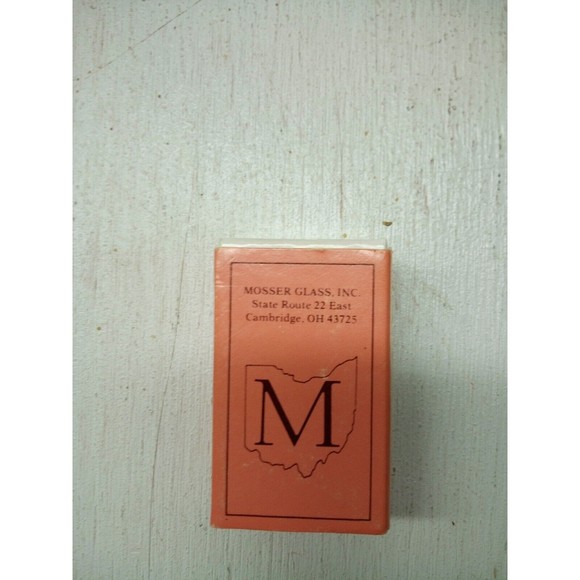 MOSSER GLASS, INC.
State Route 22 East
Cambridge, OH 43725
M